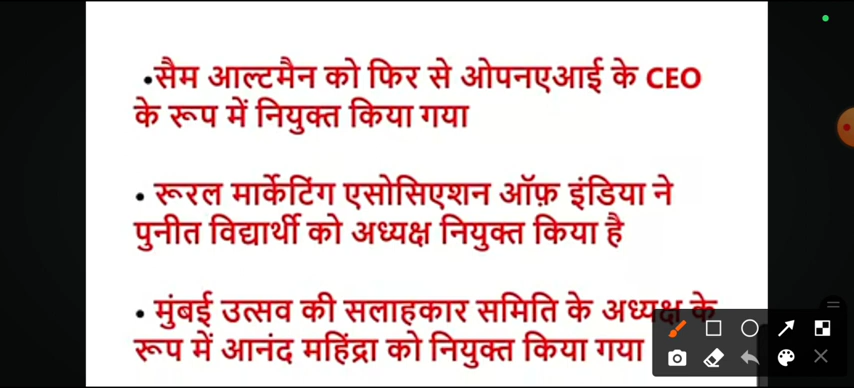 •सैम आल्टमैन को फिर से ओपनएआई के CEO
के रूप में नियुक्त किया गया
• रूरल मार्केटिंग एसोसिएशन ऑफ़ इंडिया ने
पुनीत विद्यार्थी को अध्यक्ष नियुक्त किया है
• मुंबई उत्सव की सलाहकार समिति के अध्यक्ष के
रूप में आनंद महिंद्रा को नियुक्त किया गया